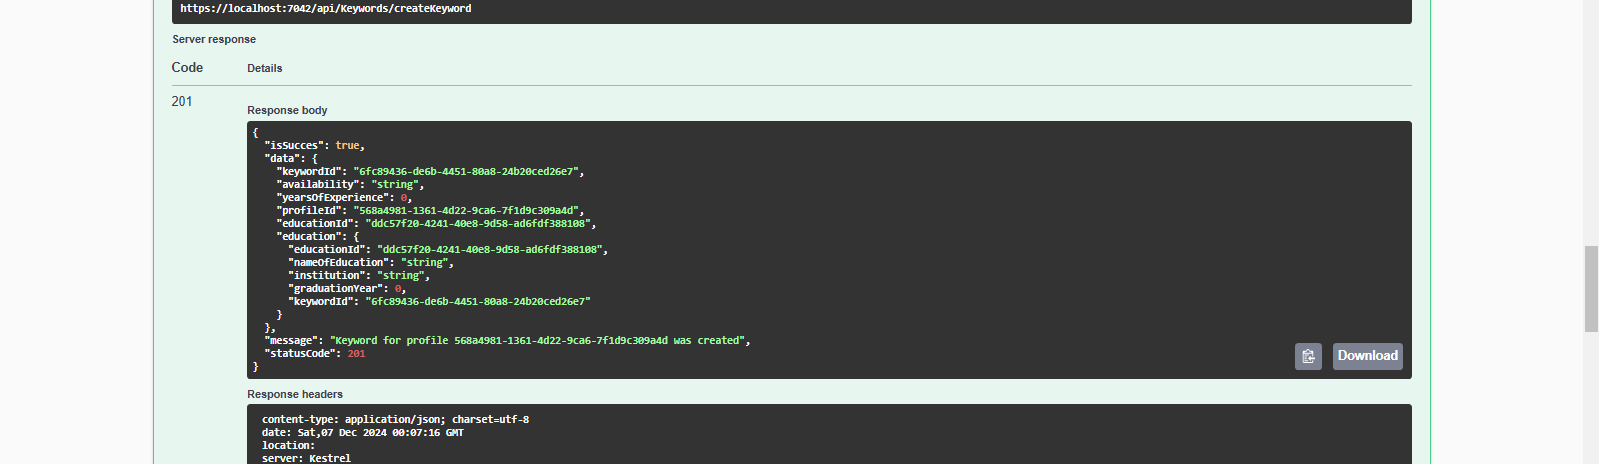 https://localhost:7042/api/Keywords/createKeyword
Server response
Code Details
201
Response body
{
"isSucces": true,
"data": {
"keywordId": "6fc89436-de6b-4451-80a8-24b20ced26e7",
"availability": "string",
"yearsOfExperience": 0,
"profileId": "568a4981-1361-4d22-9ca6-7f1d9c309a4d",
"educationId": "ddc57f20-4241-40e8-9d58-ad6fdf388108",
"education": {
"educationId": "ddc57f20-4241-40e8-9d58-ad6fdf388108",
"nameOfEducation": "string",
"institution": "string",
"graduationYear": 0,
"keywordId": "6fc89436-de6b-4451-80a8-24b20ced26e7"
}
},
"message": "Keyword for profile 568a4981-1361-4d22-9ca6-7f1d9c309a4d was created",
"statusCode": 201
}
Download
Response headers
content-type: application/json; charset=utf-8
date: Sat,07 Dec 2024 00:07:16 GMT
location:
server: Kestrel